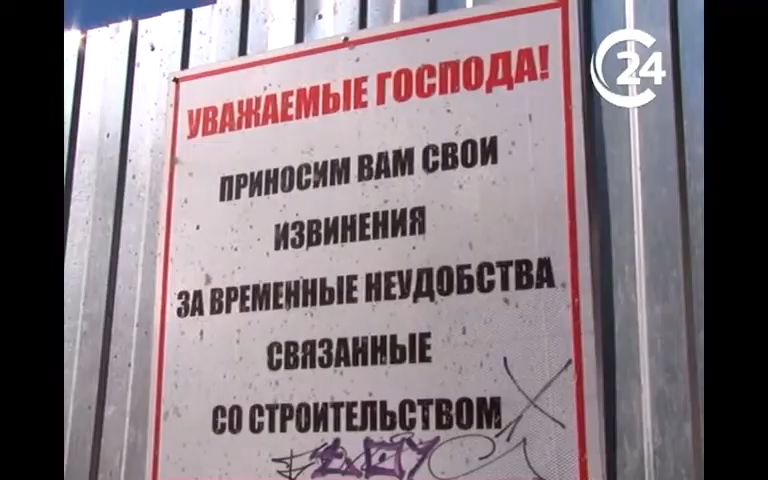 УВАЖАЕМЫЕ ГОСПОДА!
ПРИНОСИМ ВАМ СВОИ
ИЗВИНЕНИЯ
ЗА ВРЕМЕННЫЕ НЕУДОБСТВА
СВЯЗАННЫЕ
СО СТРОИТЕЛЬСТВОМ
С 24